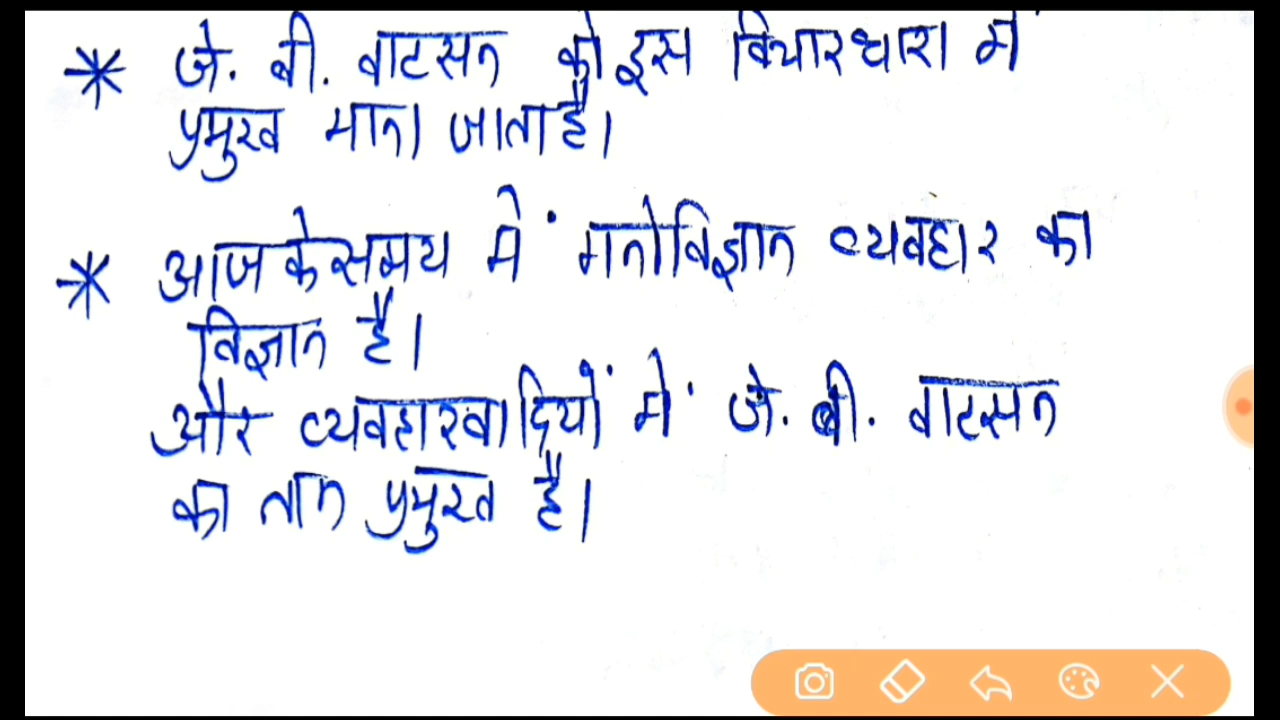 * जे. बी. वाटसन को इस विचारधारा में
प्रमुख माना जाता है।
* आज के समय में मनोविज्ञान व्यवहार का
विज्ञान है।
और व्यवहारवादियों में जे. बी. वाटसन
का नाम प्रमुख है।